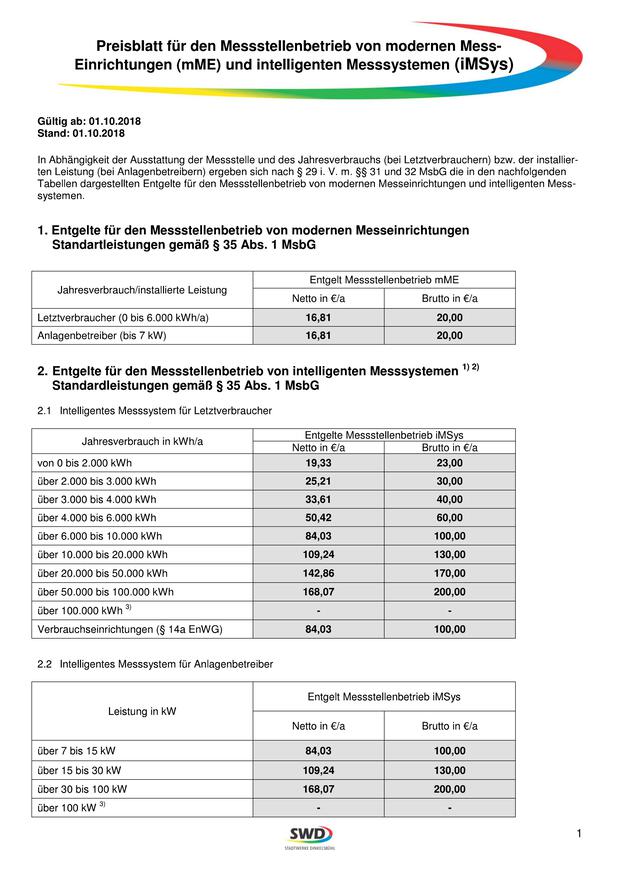 Preisblatt für den Messstellenbetrieb von modernen Mess-
Einrichtungen (mME) und intelligenten Messsystemen (iMSys)
Gültig ab: 01.10.2018
Stand: 01.10.2018
In Abhängigkeit der Ausstattung der Messstelle und des Jahresverbrauchs (bei Letztverbrauchern) bzw. der installier-
ten Leistung (bei Anlagenbetreibern) ergeben sich nach § 29 i. V. m. §§ 31 und 32 MsbG die in den nachfolgenden
Tabellen dargestellten Entgelte für den Messstellenbetrieb von modernen Messeinrichtungen und intelligenten Mess-
systemen.
1. Entgelte für den Messstellenbetrieb von modernen Messeinrichtungen
Standartleistungen gemäß § 35 Abs. 1 MsbG
Jahresverbrauch/installierte Leistung
Entgelt Messstellenbetrieb mME
Netto in €/a Brutto in €/a
Letztverbraucher (0 bis 6.000 kWh/a) 16,81 20,00
Anlagenbetreiber (bis 7 kW) 16,81 20,00
2. Entgelte für den Messstellenbetrieb von intelligenten Messsystemen 1) 2)
Standardleistungen gemäß § 35 Abs. 1 MsbG
2.1 Intelligentes Messsystem für Letztverbraucher
Jahresverbrauch in kWh/a
Entgelte Messstellenbetrieb iMSys
Netto in €/a Brutto in €/a
von 0 bis 2.000 kWh 19,33 23,00
über 2.000 bis 3.000 kWh 25,21 30,00
über 3.000 bis 4.000 kWh 33,61 40,00
über 4.000 bis 6.000 kWh 50,42 60,00
über 6.000 bis 10.000 kWh 84,03 100,00
über 10.000 bis 20.000 kWh 109,24 130,00
über 20.000 bis 50.000 kWh 142,86 170,00
über 50.000 bis 100.000 kWh 168,07 200,00
über 100.000 kWh 3) - -
Verbrauchseinrichtungen (§ 14a EnWG) 84,03 100,00
2.2 Intelligentes Messsystem für Anlagenbetreiber
Leistung in kW
Entgelt Messstellenbetrieb iMSys
Netto in €/a Brutto in €/a
über 7 bis 15 kW 84,03 100,00
über 15 bis 30 kW 109,24 130,00
über 30 bis 100 kW 168,07 200,00
über 100 kW 3) - -
SWD
STADTWERKE DINKELSBÜHL
1